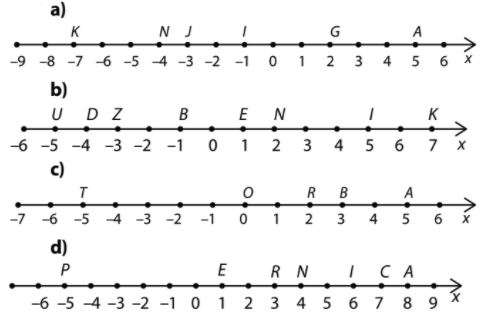 a)
K N J I G A
–9 –8 –7 –6 –5 –4 –3 –2 –1 0 1 2 3 4 5 6 x
b)
U D Z B E N I K
–6 –5 –4 –3 –2 –1 0 1 2 3 4 5 6 7 x
c)
T O R B A
–7 –6 –5 –4 –3 –2 –1 0 1 2 3 4 5 6 x
d)
P E R N I C A
–6 –5 –4 –3 –2 –1 0 1 2 3 4 5 6 7 8 9 x